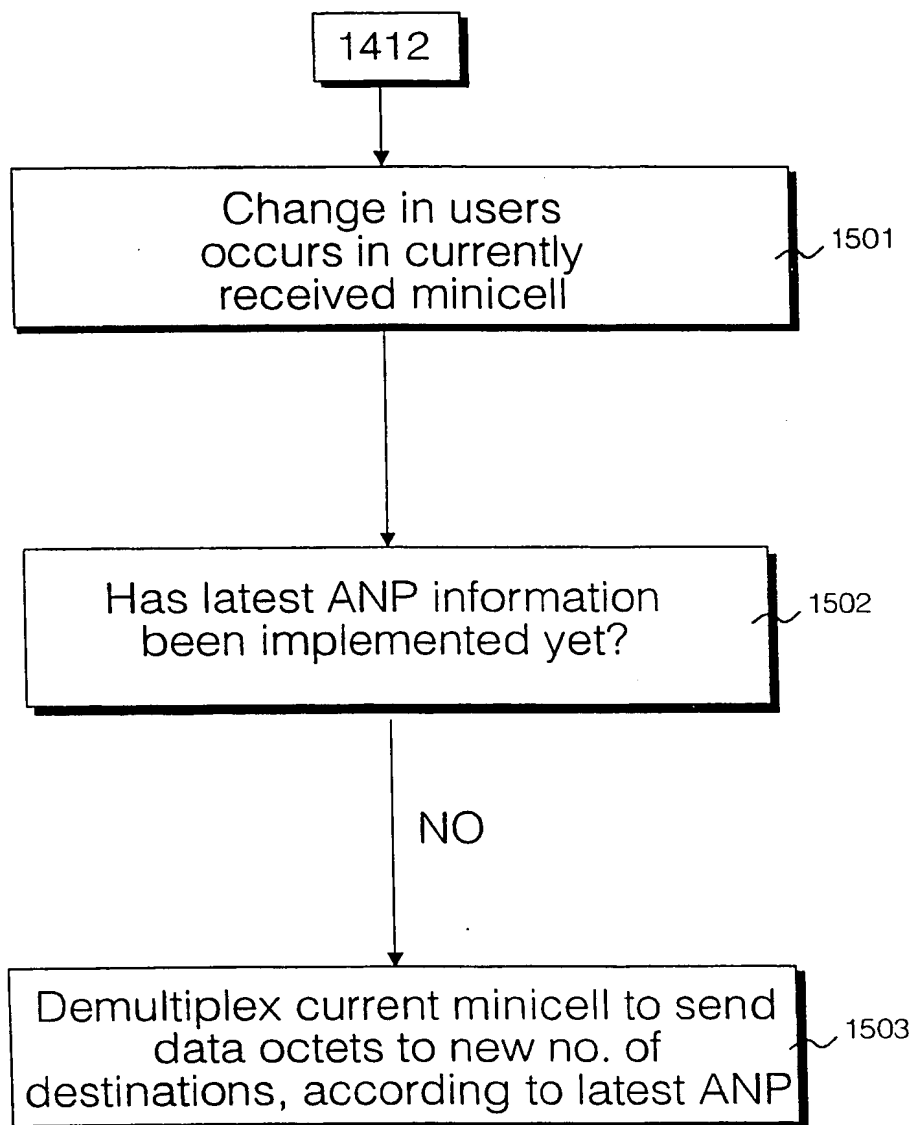 1412
Change in users
occurs in currently
received minicell
1501
Has latest ANP information
been implemented yet?
1502
NO
Demultiplex current minicell to send
data octets to new no. of
destinations, according to latest ANP
1503